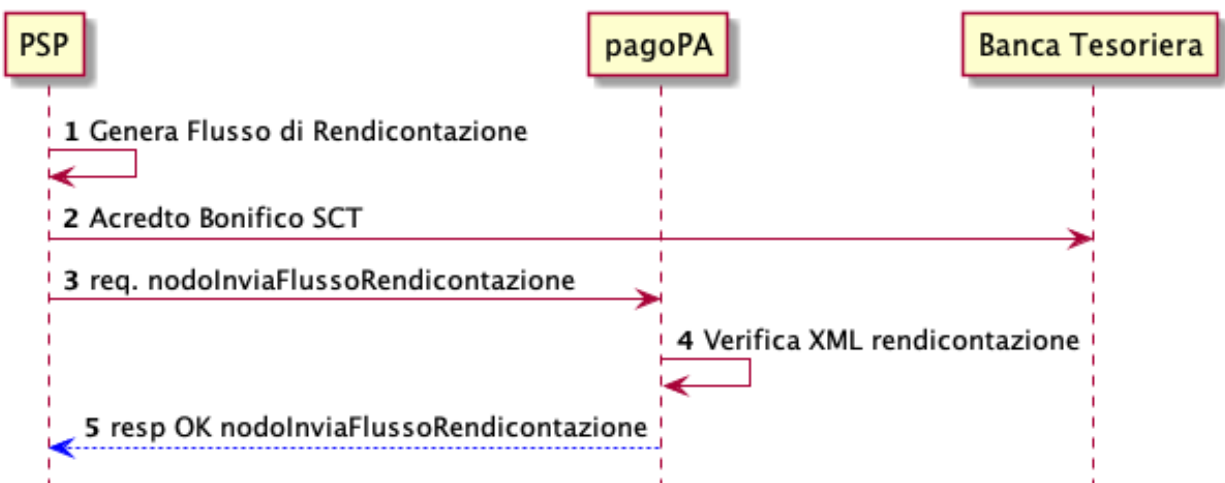 PSP
pagoPA
Banca Tesoriera
1 Genera Flusso di Rendicontazione
2 Acredto Bonifico SCT
3 req. nodoInviaFlussoRendicontazione
4 Verifica XML rendicontazione
5 resp OK nodoInviaFlussoRendicontazione